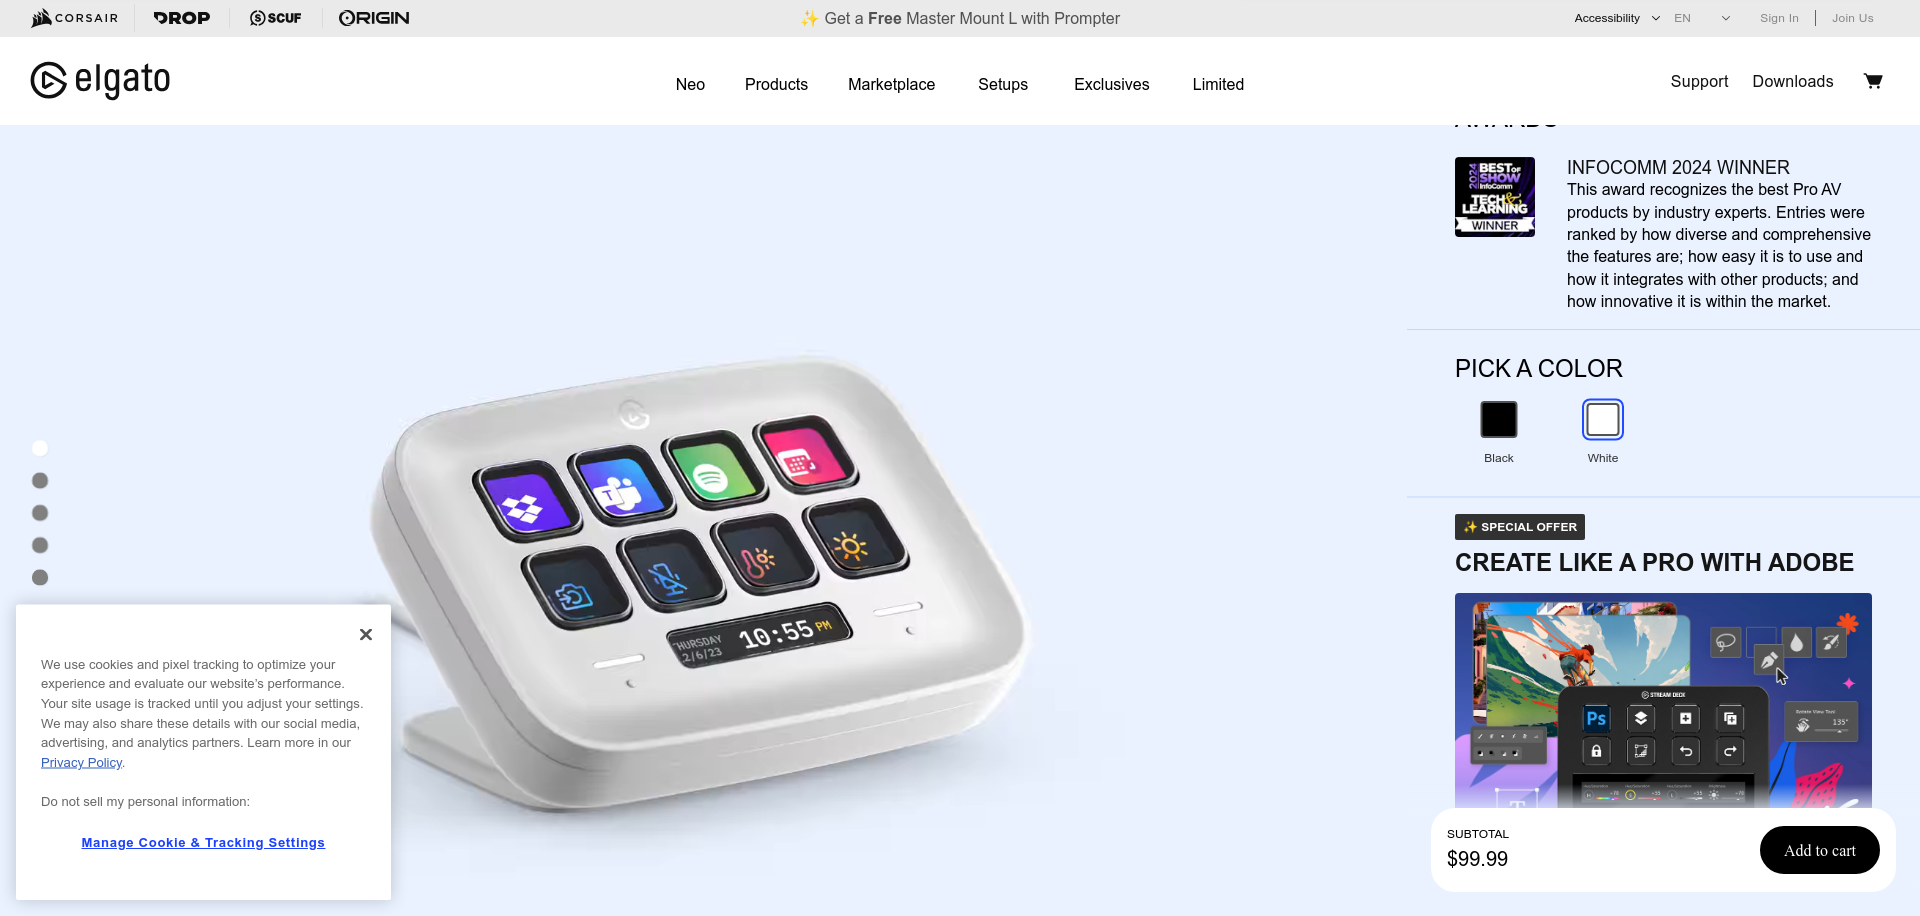 CORSAIR
DROP
SCUF
ORIGIN
✨ Get a Free Master Mount L with Prompter
Accessibility
EN
Sign In
Join Us
elgato
Neo
Products
Marketplace
Setups
Exclusives
Limited
Support
Downloads
AWARDS
2024
BEST OF
SHOW
InfoComm
TECH &
LEARNING
WINNER
INFOCOMM 2024 WINNER
This award recognizes the best Pro AV
products by industry experts. Entries were
ranked by how diverse and comprehensive
the features are; how easy it is to use and
how it integrates with other products; and
how innovative it is within the market.
PICK A COLOR
Black
White
✨ SPECIAL OFFER
CREATE LIKE A PRO WITH ADOBE
STREAM DECK
Ps
Rotate View Tool
135°
T
THURSDAY
2/6/23
10:55 PM
We use cookies and pixel tracking to optimize your
experience and evaluate our website's performance.
Your site usage is tracked until you adjust your settings.
We may also share these details with our social media,
advertising, and analytics partners. Learn more in our
Privacy Policy.
Do not sell my personal information:
Manage Cookie & Tracking Settings
SUBTOTAL
$99.99
Add to cart